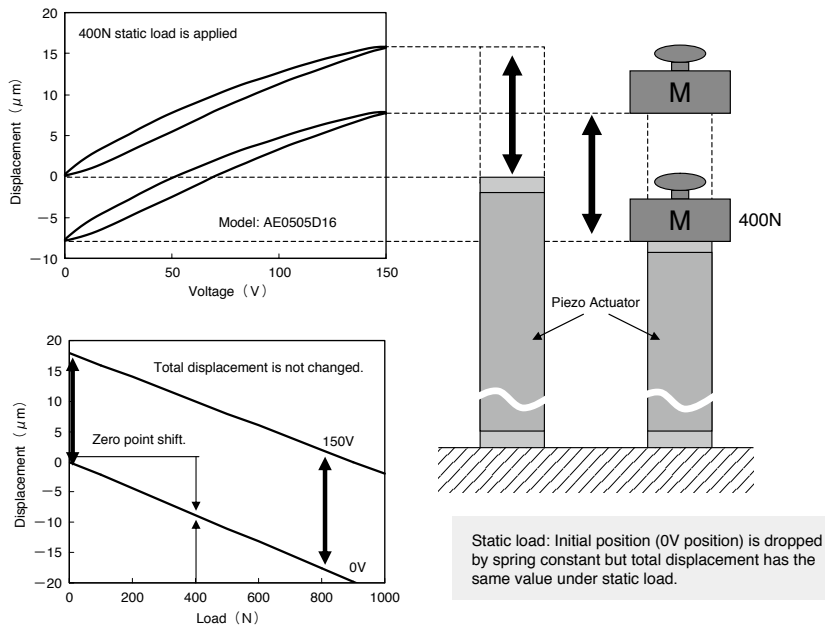 400N static load is applied
Displacement (μm)
20
15
10
5
0
−5
−10
Model: AE0505D16
0
50
100
150
Voltage (V)
M
M
400N
Piezo Actuator
Displacement (μm)
20
15
10
5
0
−5
−10
−15
−20
Total displacement is not changed.
Zero point shift.
150V
0V
0
200
400
600
800
1000
Load (N)
Static load: Initial position (0V position) is dropped
by spring constant but total displacement has the
same value under static load.